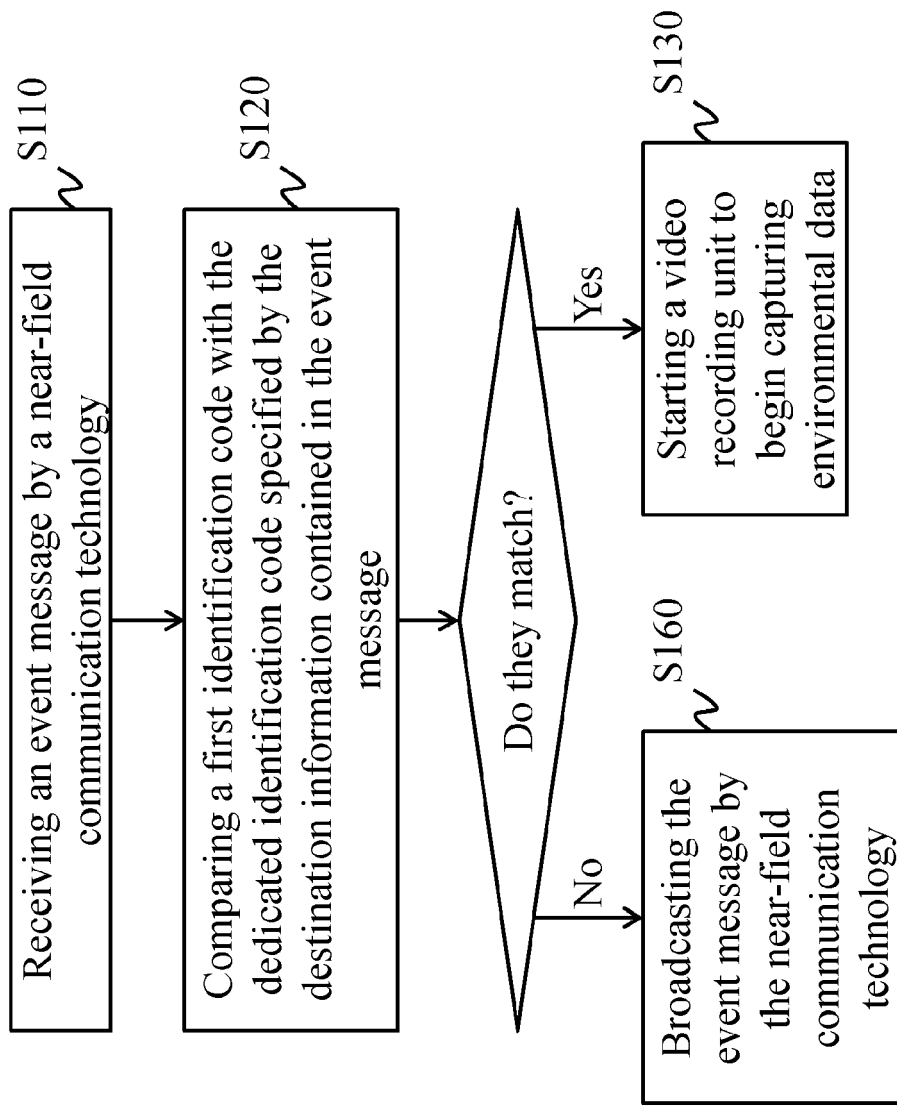 Receiving an event message by a near-field
communication technology
S110
Comparing a first identification code with the
dedicated identification code specified by the
destination information contained in the event
message
S120
Do they match?
No
Yes
Broadcasting the
event message by
the near-field
communication
technology
S160
Starting a video
recording unit to
begin capturing
environmental data
S130